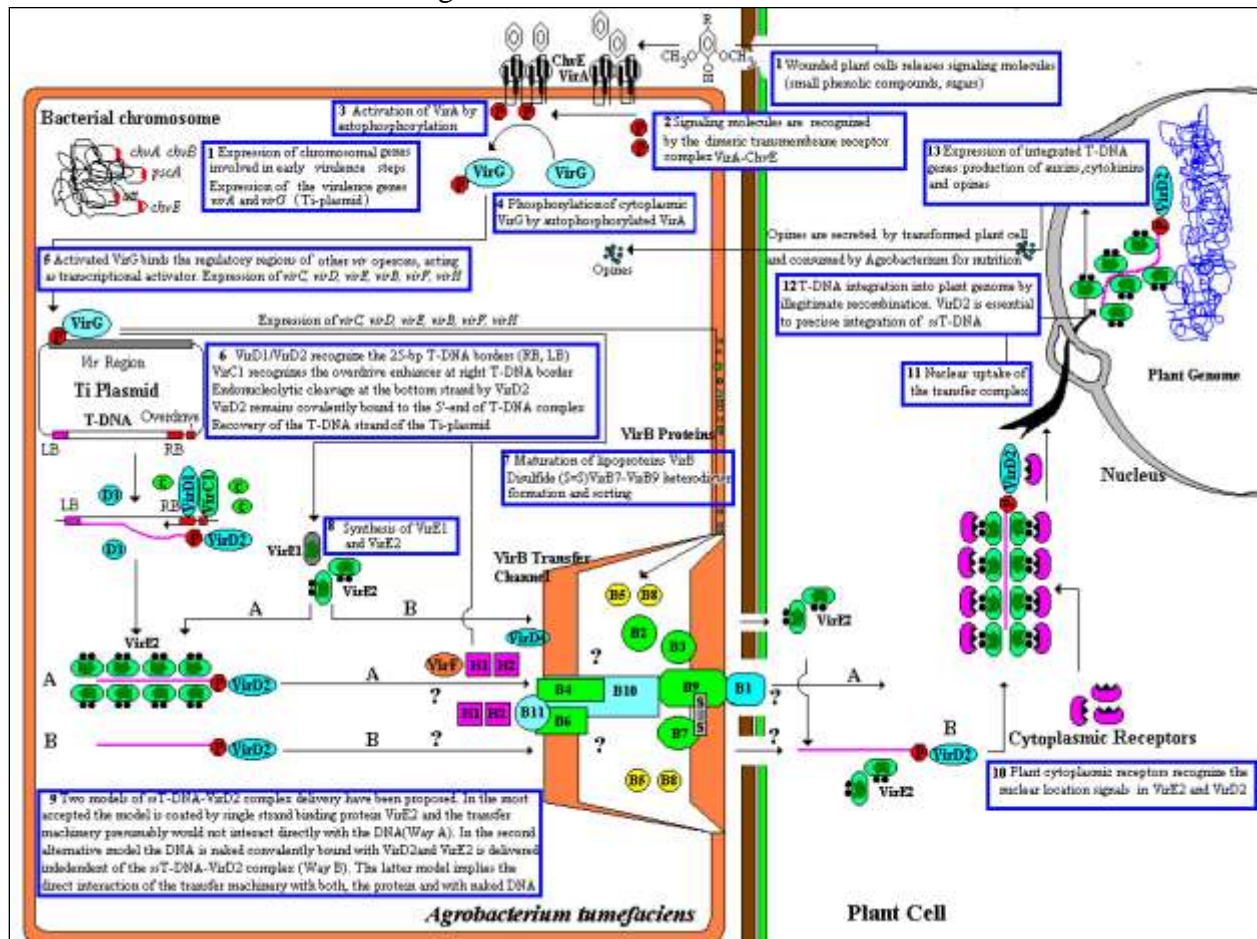 R
CH3O
OCH3
HO
ChvE
VirA
1 Wounded plant cells releases signaling molecules
(small phenolic compounds, sugars)
Bacterial chromosome
chvA chvB
pscA
att
chvE
1 Expression of chromosomal genes
involved in early virulence steps
Expression of the virulence genes
virA and virG (Ti-plasmid)
3 Activation of VirA by
autophosphorylation
P P
P
P
2 Signaling molecules are recognized
by the dimeric transmembrane receptor
complex VirA-ChvE
VirG
P
VirG
4 Phosphorylation of cytoplasmic
VirG by autophosphorylated VirA
13 Expression of integrated T-DNA
genes production of auxins,cytokinins
and opines
VirD2
Opines are secreted by transformed plant cell
and consumed by Agrobacterium for nutrition
Opines
5 Activated VirG binds the regulatory regions of other vir operons, acting
as transcriptional activator. Expression of virC, virD, virE, virB, virF, virH
12 T-DNA integration into plant genome by
illegitimate recombination. VirD2 is essential
to precise integration of ssT-DNA
VirG
P
Expression of virC, virD, virE, virB, virF, virH
Vir Region
Ti Plasmid
T-DNA
Overdrive
LB
RB
6 VirD1/VirD2 recognize the 25-bp T-DNA borders (RB, LB)
VirC1 recognizes the overdrive enhancer at right T-DNA border
Endonucleolytic cleavage at the bottom strand by VirD2
VirD2 remains covalently bound to the 5'-end of T-DNA complex
Recovery of the T-DNA strand of the Ti-plasmid
11 Nuclear uptake of
the transfer complex
Plant Genome
Nucleus
VirB Proteins
7 Maturation of lipoproteins VirB
Disulfide (S=S)VirB7-VirB9 heterodimer
formation and sorting
D1
C
VirD1
VirC1
C
C
LB
RB
P
VirD2
D1
8 Synthesis of VirE1
and VirE2
VirE1
VirE2
VirD2
VirB Transfer
Channel
A
B
B5 B8
B2
B3
?
VirE2
VirE2
A
P
VirD2
A
VirF
H1 H2
?
B4
B10
B9
B1
?
A
H1 H2
?
B11
B6
S
S
B7
?
B
P
VirD2
B
?
B
P
VirD2
VirE2
Cytoplasmic Receptors
B8
10 Plant cytoplasmic receptors recognize the
nuclear location signals in VirE2 and VirD2
9 Two models of ssT-DNA-VirD2 complex delivery have been proposed. In the most
accepted the model is coated by single strand binding protein VirE2 and the transfer
machinery presumably would not interact directly with the DNA(Way A). In the second
alternative model the DNA is naked convalently bound with VirD2and VirE2 is delivered
indebendent of the ssT-DNA-VirD2 complex (Way B). The latter model implies the
direct interaction of the transfer machinery with both, the protein and with naked DNA
Agrobacterium tumefaciens
Plant Cell